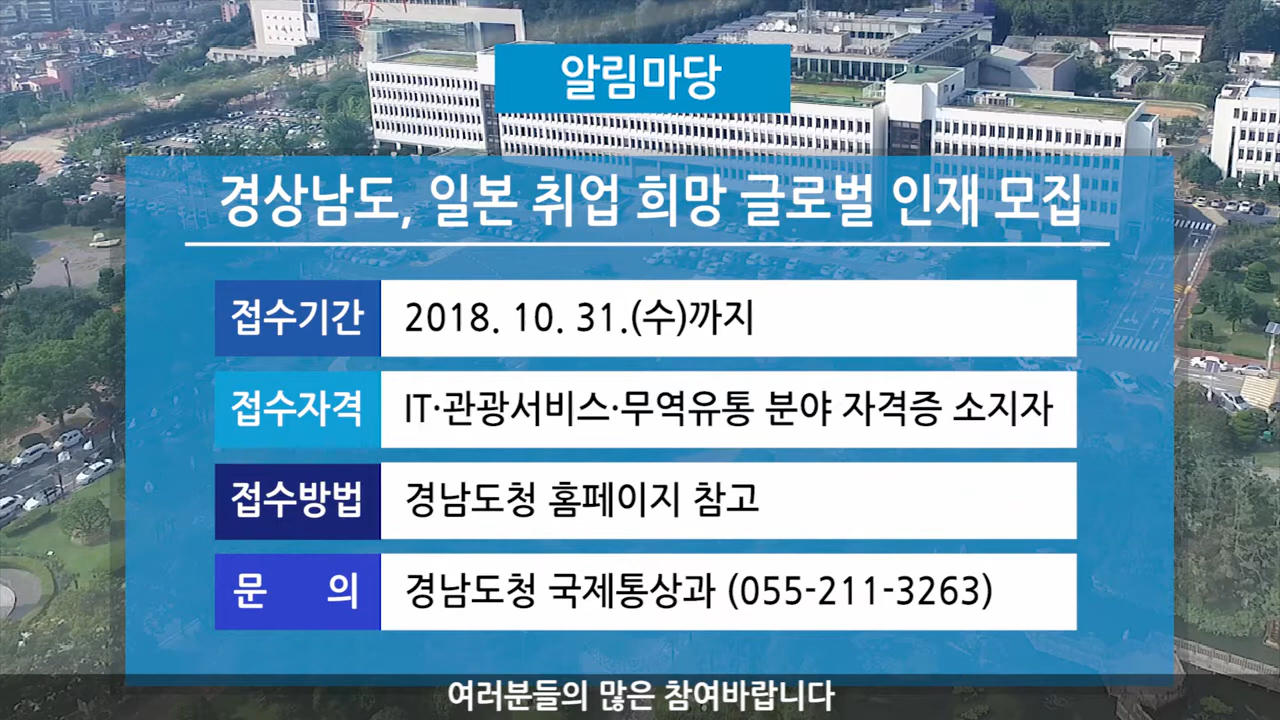 알림마당
경상남도, 일본 취업 희망 글로벌 인재 모집
접수기간 2018. 10. 31.(수)까지
접수자격 IT·관광서비스·무역유통 분야 자격증 소지자
접수방법 경남도청 홈페이지 참고
문 의 경남도청 국제통상과 (055-211-3263)
여러분들의 많은 참여바랍니다